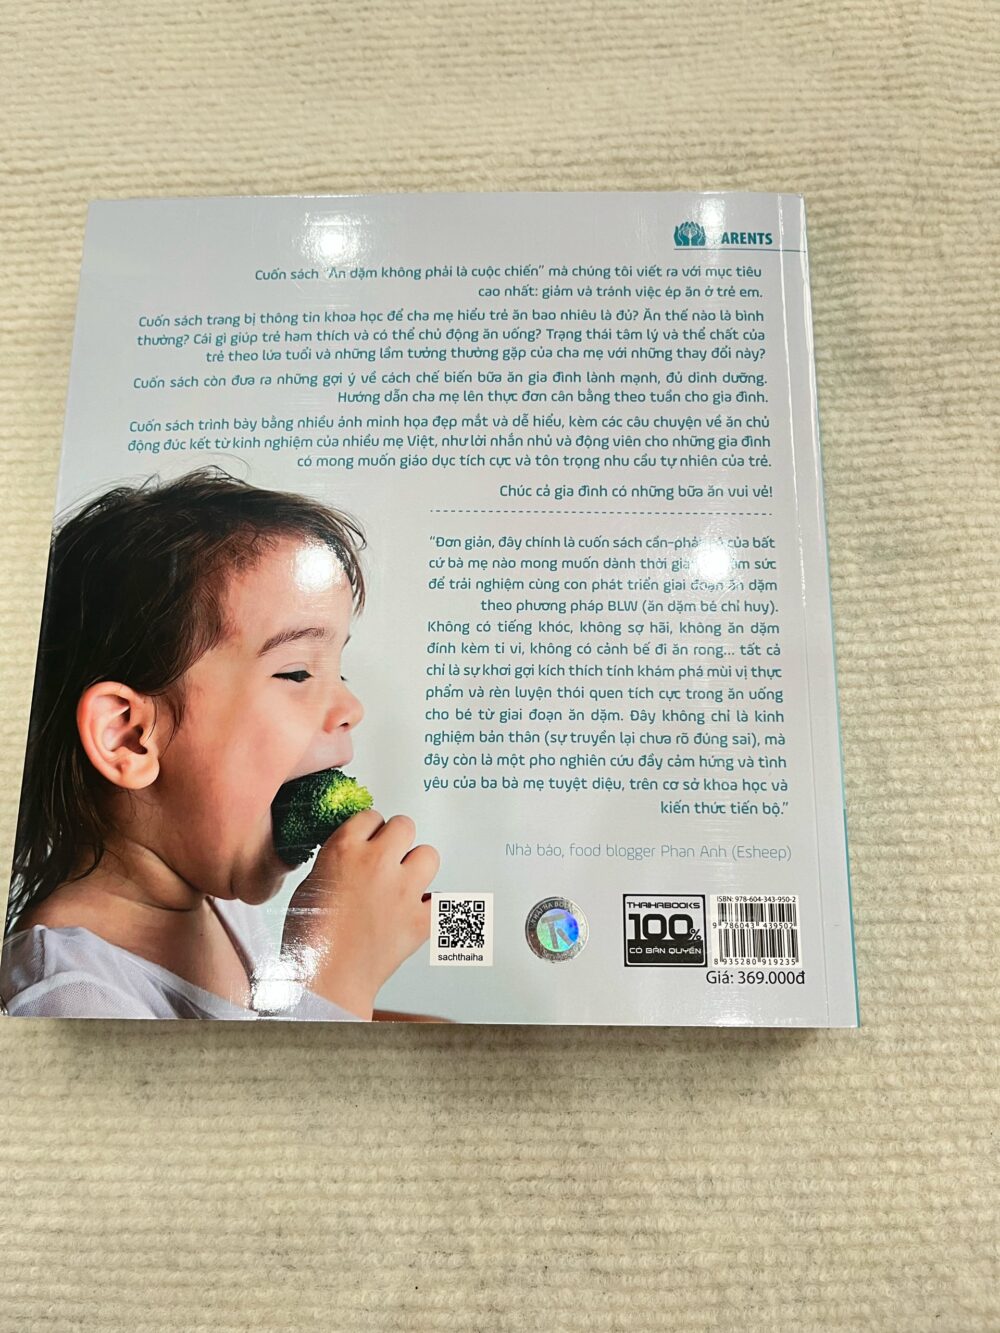 PARENTS
Cuốn sách "Ăn dặm không phải là cuộc chiến" mà chúng tôi viết ra với mục tiêu
cao nhất: giảm và tránh việc ép ăn ở trẻ em.
Cuốn sách trang bị thông tin khoa học để cha mẹ hiểu trẻ ăn bao nhiêu là đủ? Ăn thế nào là bình
thường? Cái gì giúp trẻ ham thích và có thể chủ động ăn uống? Trạng thái tâm lý và thể chất của
trẻ theo lứa tuổi và những lầm tưởng thường gặp của cha mẹ với những thay đổi này?
Cuốn sách còn đưa ra những gợi ý về cách chế biến bữa ăn gia đình lành mạnh, đủ dinh dưỡng.
Hướng dẫn cha mẹ lên thực đơn cân bằng theo tuần cho gia đình.
Cuốn sách trình bày bằng nhiều ảnh minh họa đẹp mắt và dễ hiểu, kèm các câu chuyện về ăn chủ
động đúc kết từ kinh nghiệm của nhiều mẹ Việt, như lời nhắn nhủ và động viên cho những gia đình
có mong muốn giáo dục tích cực và tôn trọng nhu cầu tự nhiên của trẻ.
Chúc cả gia đình có những bữa ăn vui vẻ!
"Đơn giản, đây chính là cuốn sách cần-phải của bất
cứ bà mẹ nào mong muốn dành thời sức
để trải nghiệm cùng con phát triển giai đoạn ăn dặm
theo phương pháp BLW (ăn dặm bé chỉ huy).
Không có tiếng khóc, không sợ hãi, không ăn dặm
đính kèm ti vi, không có cảnh bế đi ăn rong... tất cả
chỉ là sự khơi gợi kích thích tính khám phá mùi vị thực
phẩm và rèn luyện thói quen tích cực trong ăn uống
cho bé từ giai đoạn ăn dặm. Đây không chỉ là kinh
nghiệm bản thân (sự truyền lại chưa rõ đúng sai), mà
đây còn là một pho nghiên cứu đầy cảm hứng và tình
yêu của ba bà mẹ tuyệt diệu, trên cơ sở khoa học và
kiến thức tiến bộ."
Nhà báo, food blogger Phan Anh (Esheep)
sachthaiha
THAIHABOOKS
100%
CÓ BẢN QUYỀN
ISBN: 978-604-343-950-2
9 786043 439502
8 935280 919235
Giá: 369.000đ